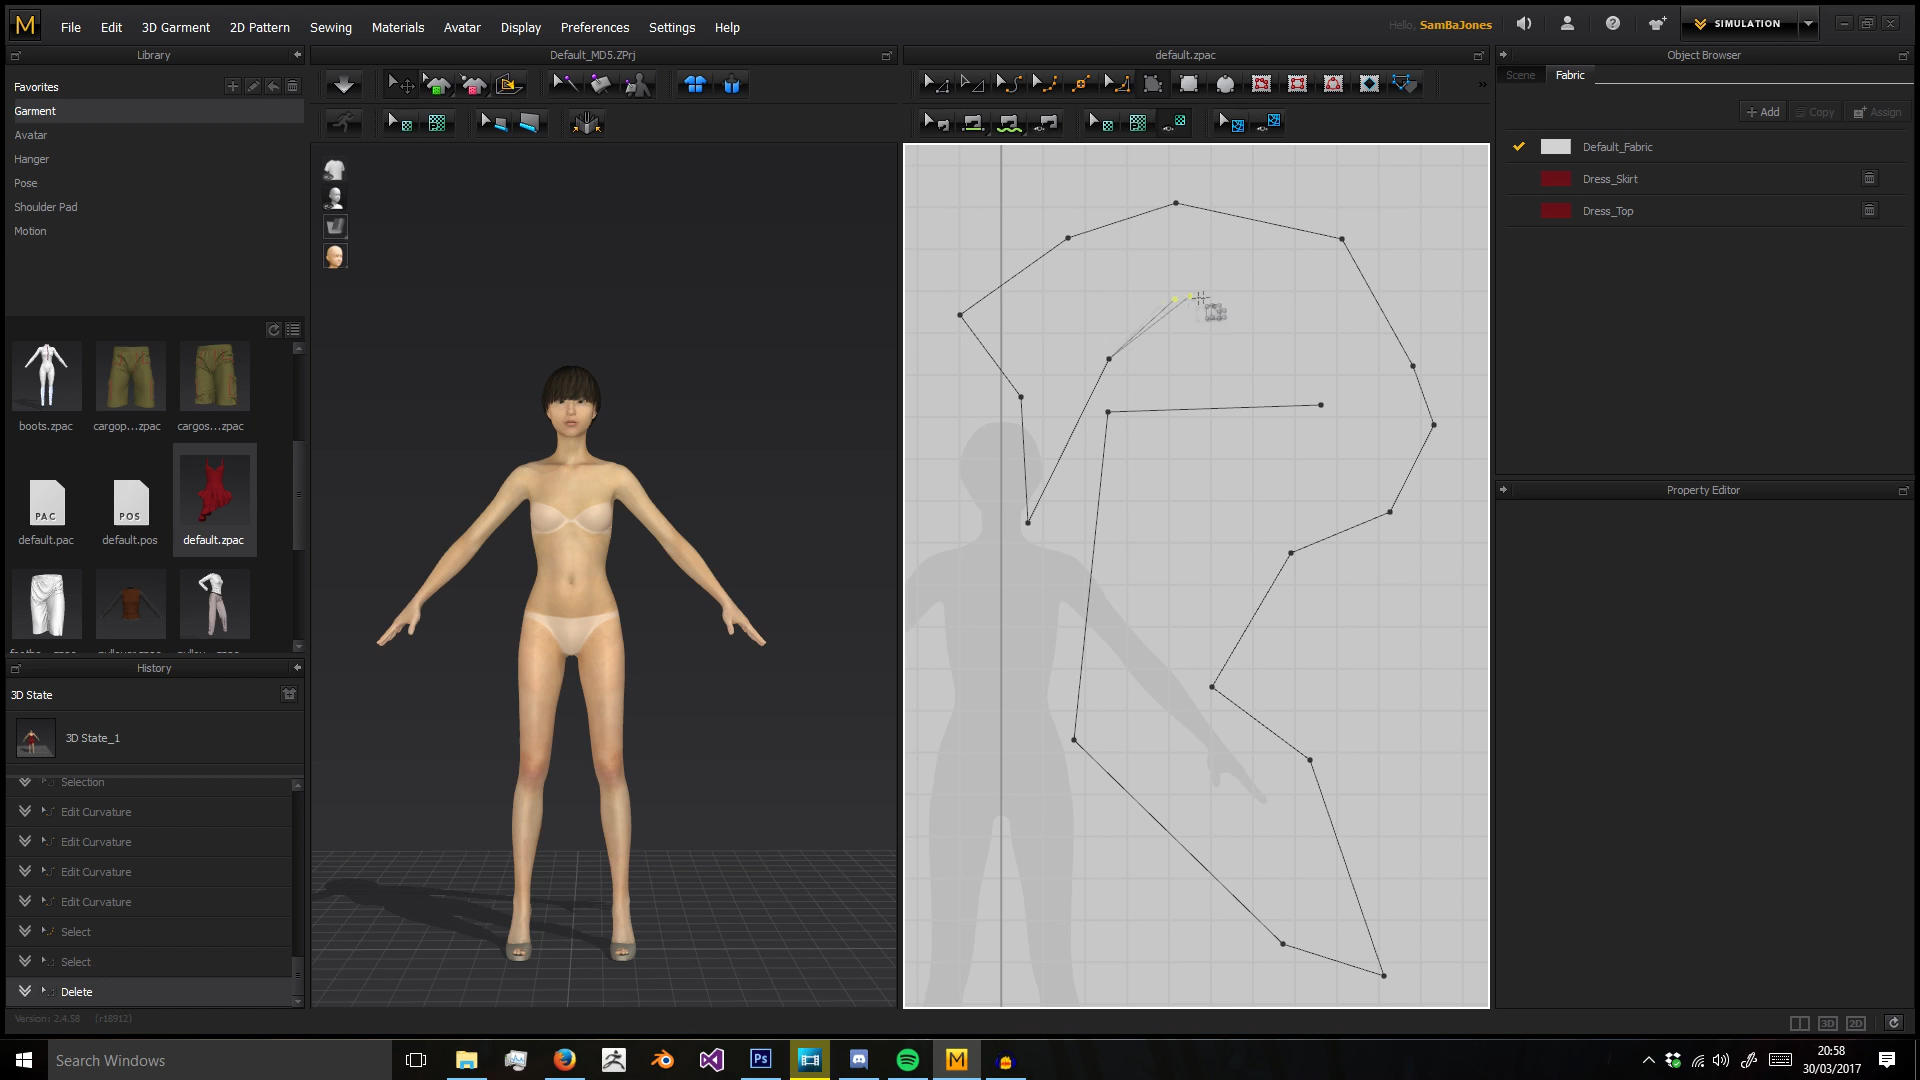 M
File Edit 3D Garment 2D Pattern Sewing Materials Avatar Display Preferences Settings Help
Hello, SamBaJones
SIMULATION
Library
Default_MD5.ZPrj
default.zpac
Object Browser
Favorites
Garment
Avatar
Hanger
Pose
Shoulder Pad
Motion
boots.zpac cargop...zpac cargos...zpac
PAC POS
default.pac default.pos default.zpac
History
3D State
3D State_1
Selection
Edit Curvature
Edit Curvature
Edit Curvature
Edit Curvature
Select
Select
Delete
Version: 2.4.58 (r18912)
Scene Fabric
+ Add Copy Assign
Default_Fabric
Dress_Skirt
Dress_Top
Property Editor
3D 2D
Search Windows
Ps
M
20:58
30/03/2017